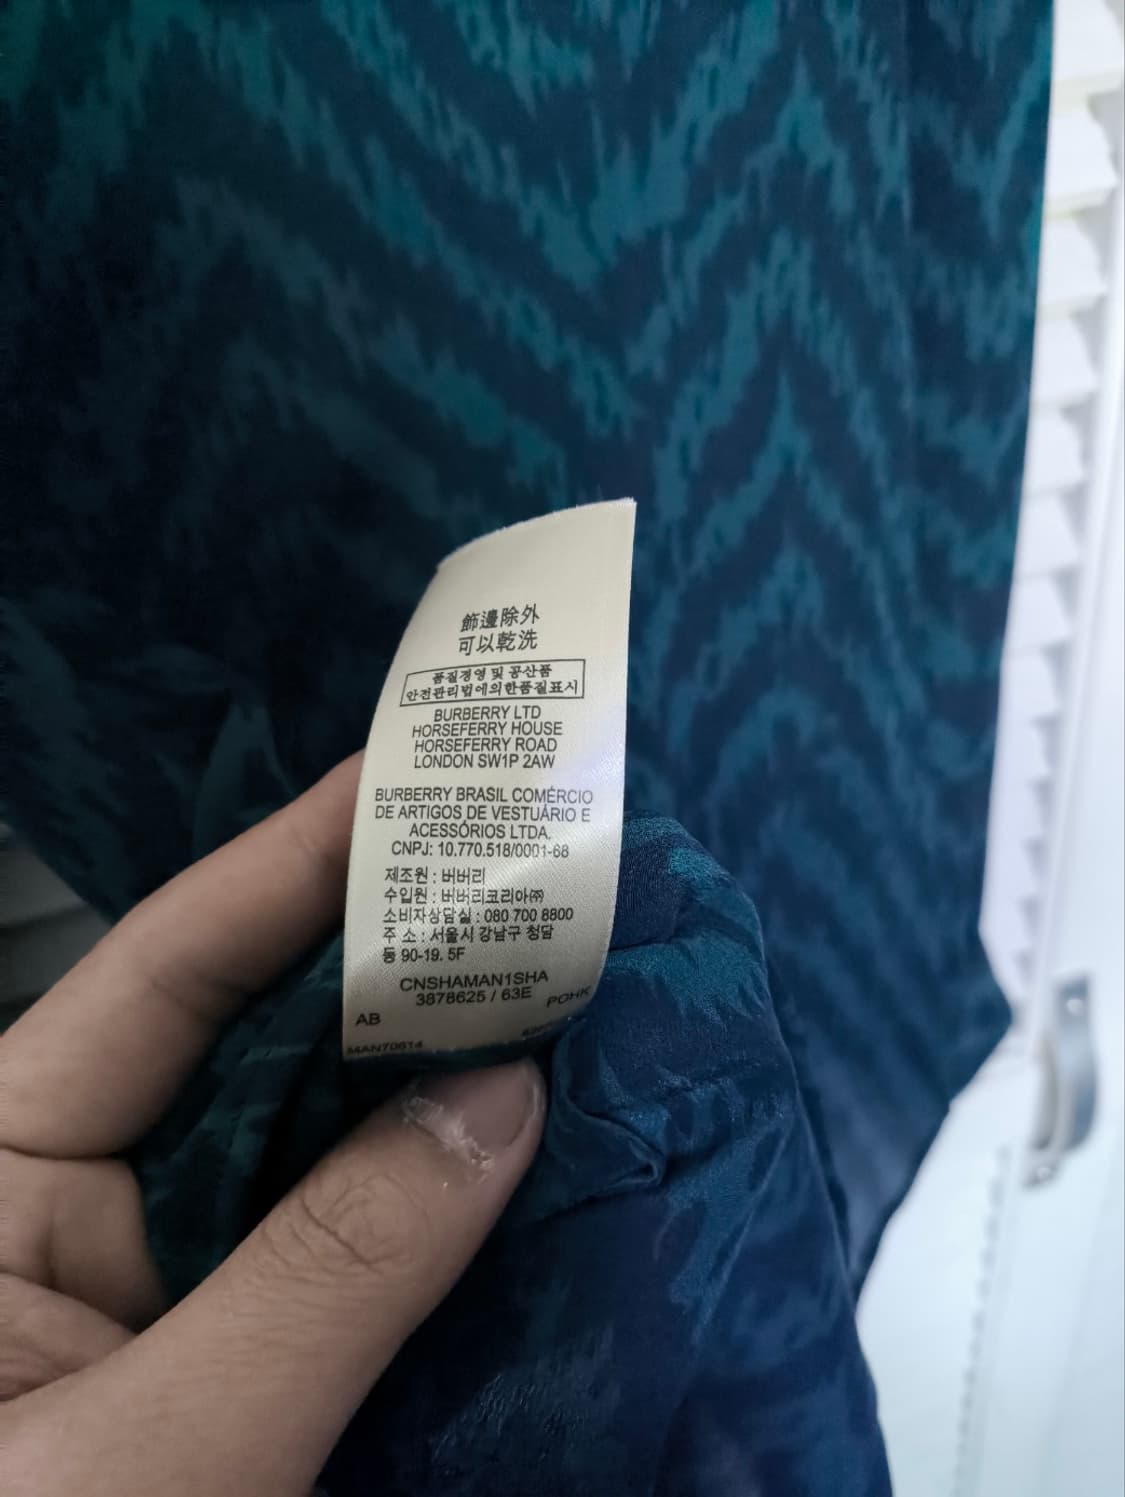 飾邊除外
可以乾洗
품질경영 및 공산품
안전관리법에의한품질표시
BURBERRY LTD
HORSEFERRY HOUSE
HORSEFERRY ROAD
LONDON SW1P 2AW
BURBERRY BRASIL COMÉRCIO
DE ARTIGOS DE VESTUÁRIO E
ACESSÓRIOS LTDA.
CNPJ: 10.770.518/0001-68
제조원 : 버버리
수입원 : 버버리코리아㈜
소비자상담실 : 080 700 8800
주 소 : 서울시 강남구 청담
동 90-19. 5F
CNSHAMAN1SHA
3878625 / 63E
POHK
AB
MAN70614